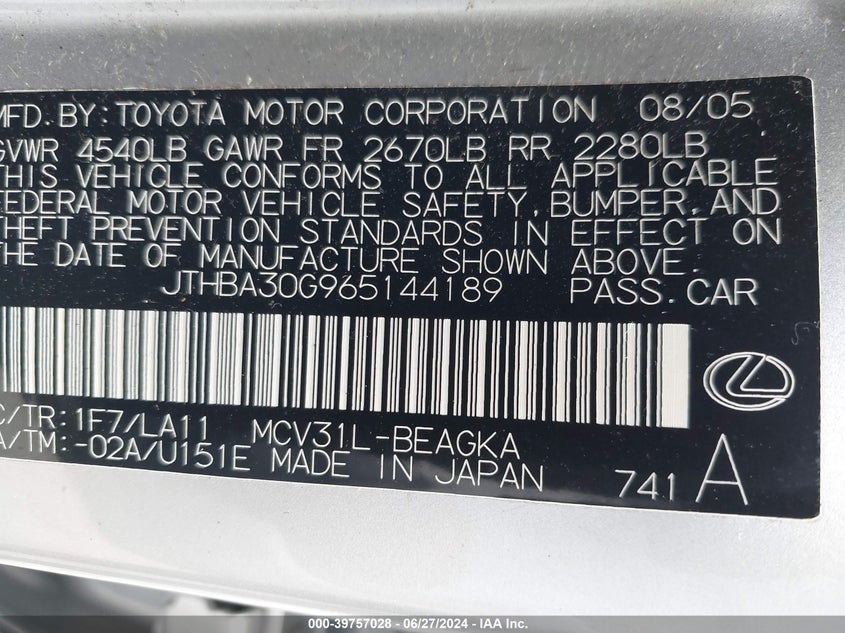 MFD. BY: TOYOTA MOTOR CORPORATION 08/05
GVWR 4540LB GAWR FR 2670LB RR 2280LB
THIS VEHICLE CONFORMS TO ALL APPLICABLE
FEDERAL MOTOR VEHICLE SAFETY, BUMPER, AND
THEFT PREVENTION STANDARDS IN EFFECT ON
THE DATE OF MANUFACTURE SHOWN ABOVE.
JTHBA30G965144189 PASS. CAR
C/TR: 1F7/LA11 MCV31L-BEAGKA
A/TM: -02A/U151E MADE IN JAPAN 741 A
000-39757028 - 06/27/2024 - IAA Inc.